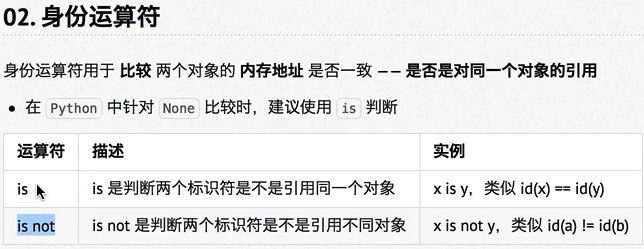 02. 身份运算符
身份运算符用于 比较 两个对象的 内存地址 是否一致 —— 是否是对同一个对象的引用
• 在 Python 中针对 None 比较时，建议使用 is 判断
运算符 描述 实例
is is 是判断两个标识符是不是引用同一个对象 x is y，类似 id(x) == id(y)
is not is not 是判断两个标识符是不是引用不同对象 x is not y，类似 id(a) != id(b)